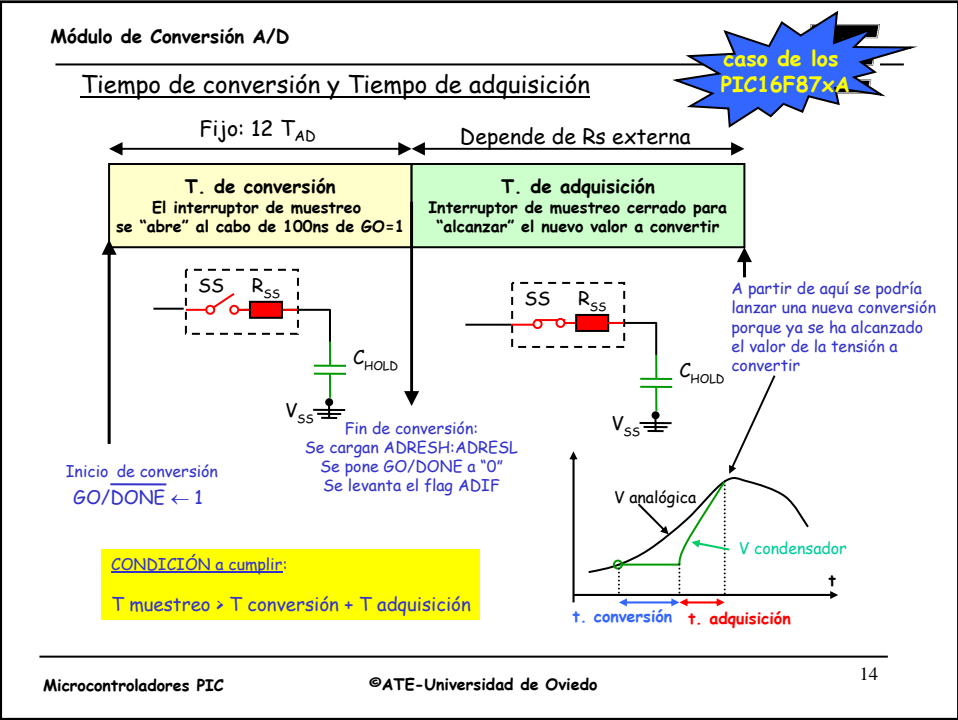 Módulo de Conversión A/D
caso de los
PIC16F87xA
Tiempo de conversión y Tiempo de adquisición
Fijo: 12 TAD
Depende de Rs externa
T. de conversión
El interruptor de muestreo
se “abre” al cabo de 100ns de GO=1
T. de adquisición
Interruptor de muestreo cerrado para
“alcanzar” el nuevo valor a convertir
SS RSS
CHOLD
VSS
SS RSS
CHOLD
VSS
A partir de aquí se podría
lanzar una nueva conversión
porque ya se ha alcanzado
el valor de la tensión a
convertir
Fin de conversión:
Se cargan ADRESH:ADRESL
Se pone GO/DONE a “0”
Se levanta el flag ADIF
Inicio de conversión
GO/DONE ← 1
V analógica
V condensador
t
t. conversión
t. adquisición
CONDICIÓN a cumplir:
T muestreo > T conversión + T adquisición
Microcontroladores PIC
©ATE-Universidad de Oviedo
14